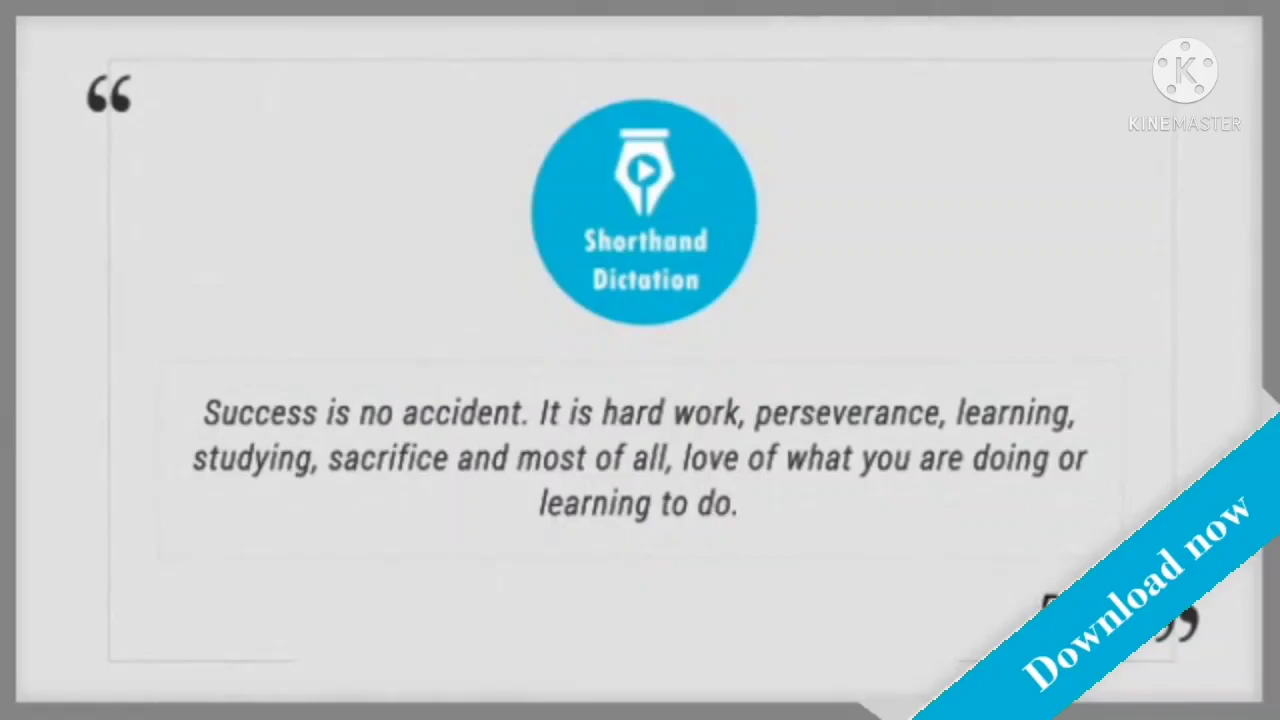 “
K
KINEMASTER
Shorthand
Dictation
Success is no accident. It is hard work, perseverance, learning,
studying, sacrifice and most of all, love of what you are doing or
learning to do.
”
Download now